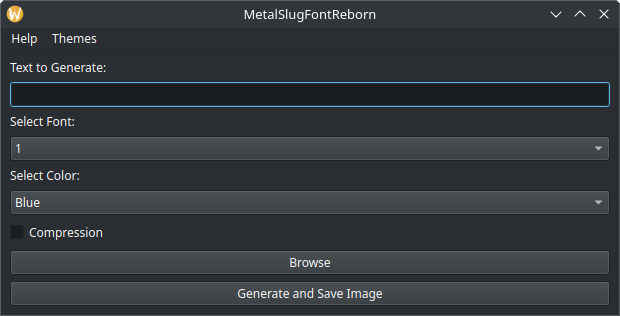 W
MetalSlugFontReborn
Help Themes
Text to Generate:
Select Font:
1
Select Color:
Blue
Compression
Browse
Generate and Save Image